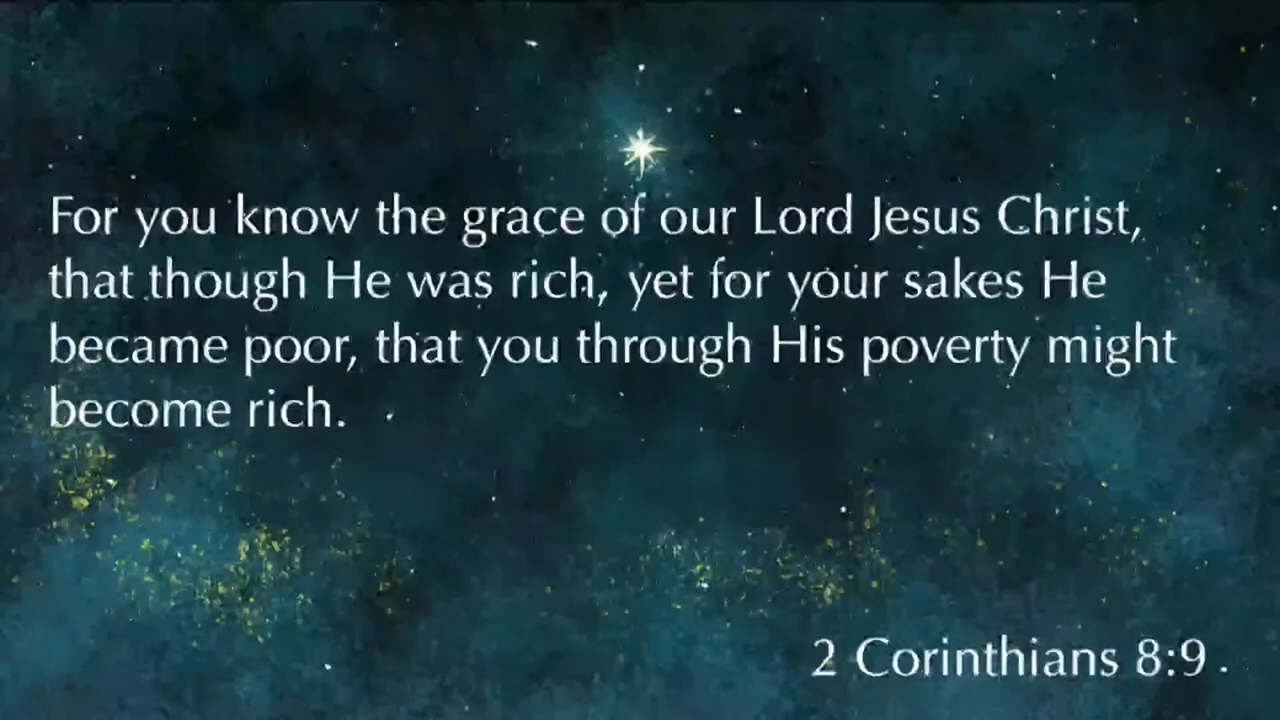 For you know the grace of our Lord Jesus Christ,
that though He was rich, yet for your sakes He
became poor, that you through His poverty might
become rich.
2 Corinthians 8:9